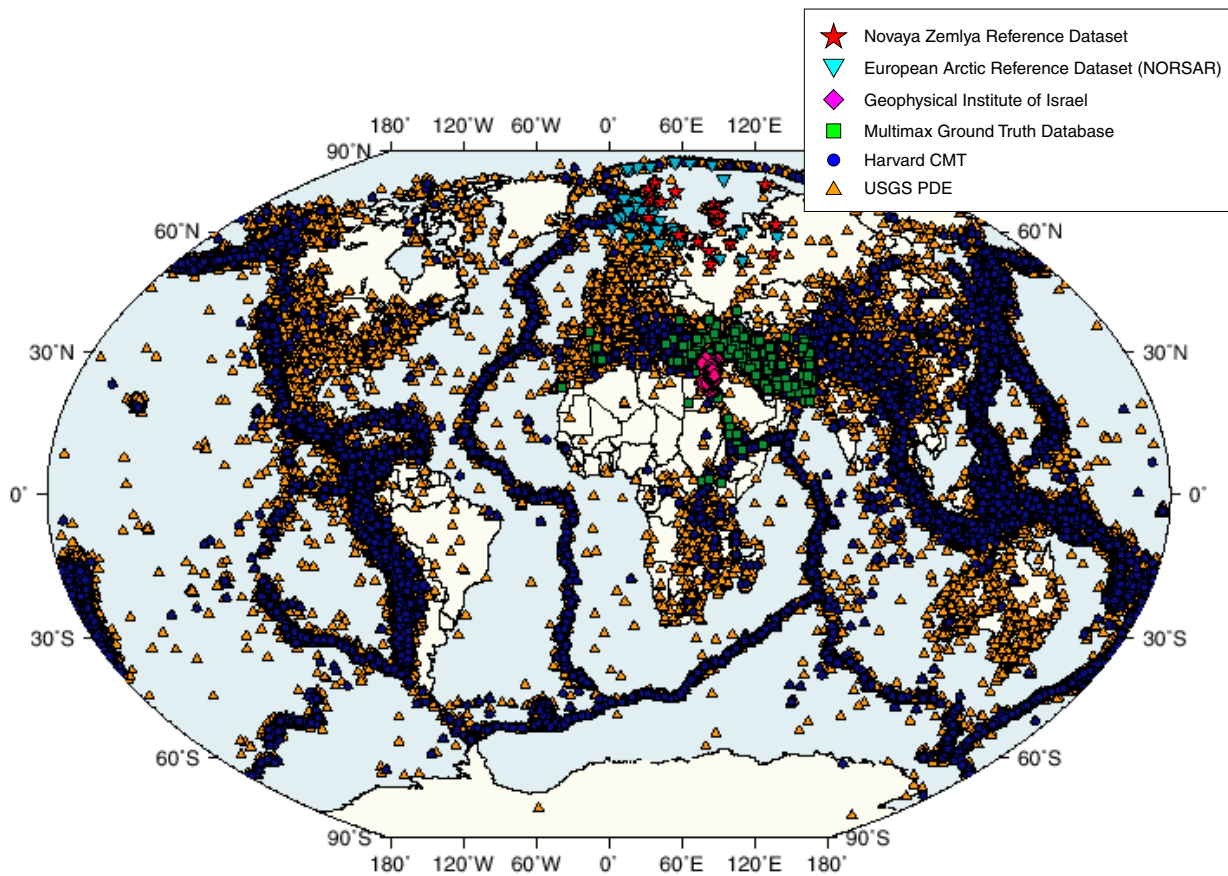 Novaya Zemlya Reference Dataset
European Arctic Reference Dataset (NORSAR)
Geophysical Institute of Israel
Multimax Ground Truth Database
Harvard CMT
USGS PDE
180˚ 120˚W 60˚W 0˚ 60˚E 120˚E
90˚N
60˚N 60˚N
30˚N 30˚N
0˚ 0˚
30˚S 30˚S
60˚S 60˚S
90˚S 90˚S
180˚ 120˚W 60˚W 0˚ 60˚E 120˚E 180˚